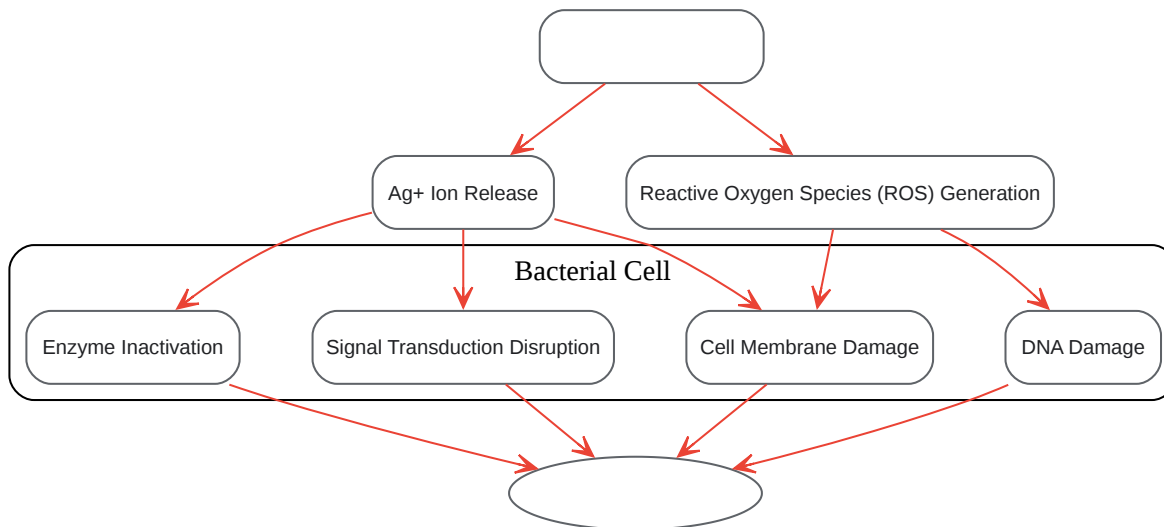 Ag+ Ion Release
Reactive Oxygen Species (ROS) Generation
Bacterial Cell
Enzyme Inactivation
Signal Transduction Disruption
Cell Membrane Damage
DNA Damage